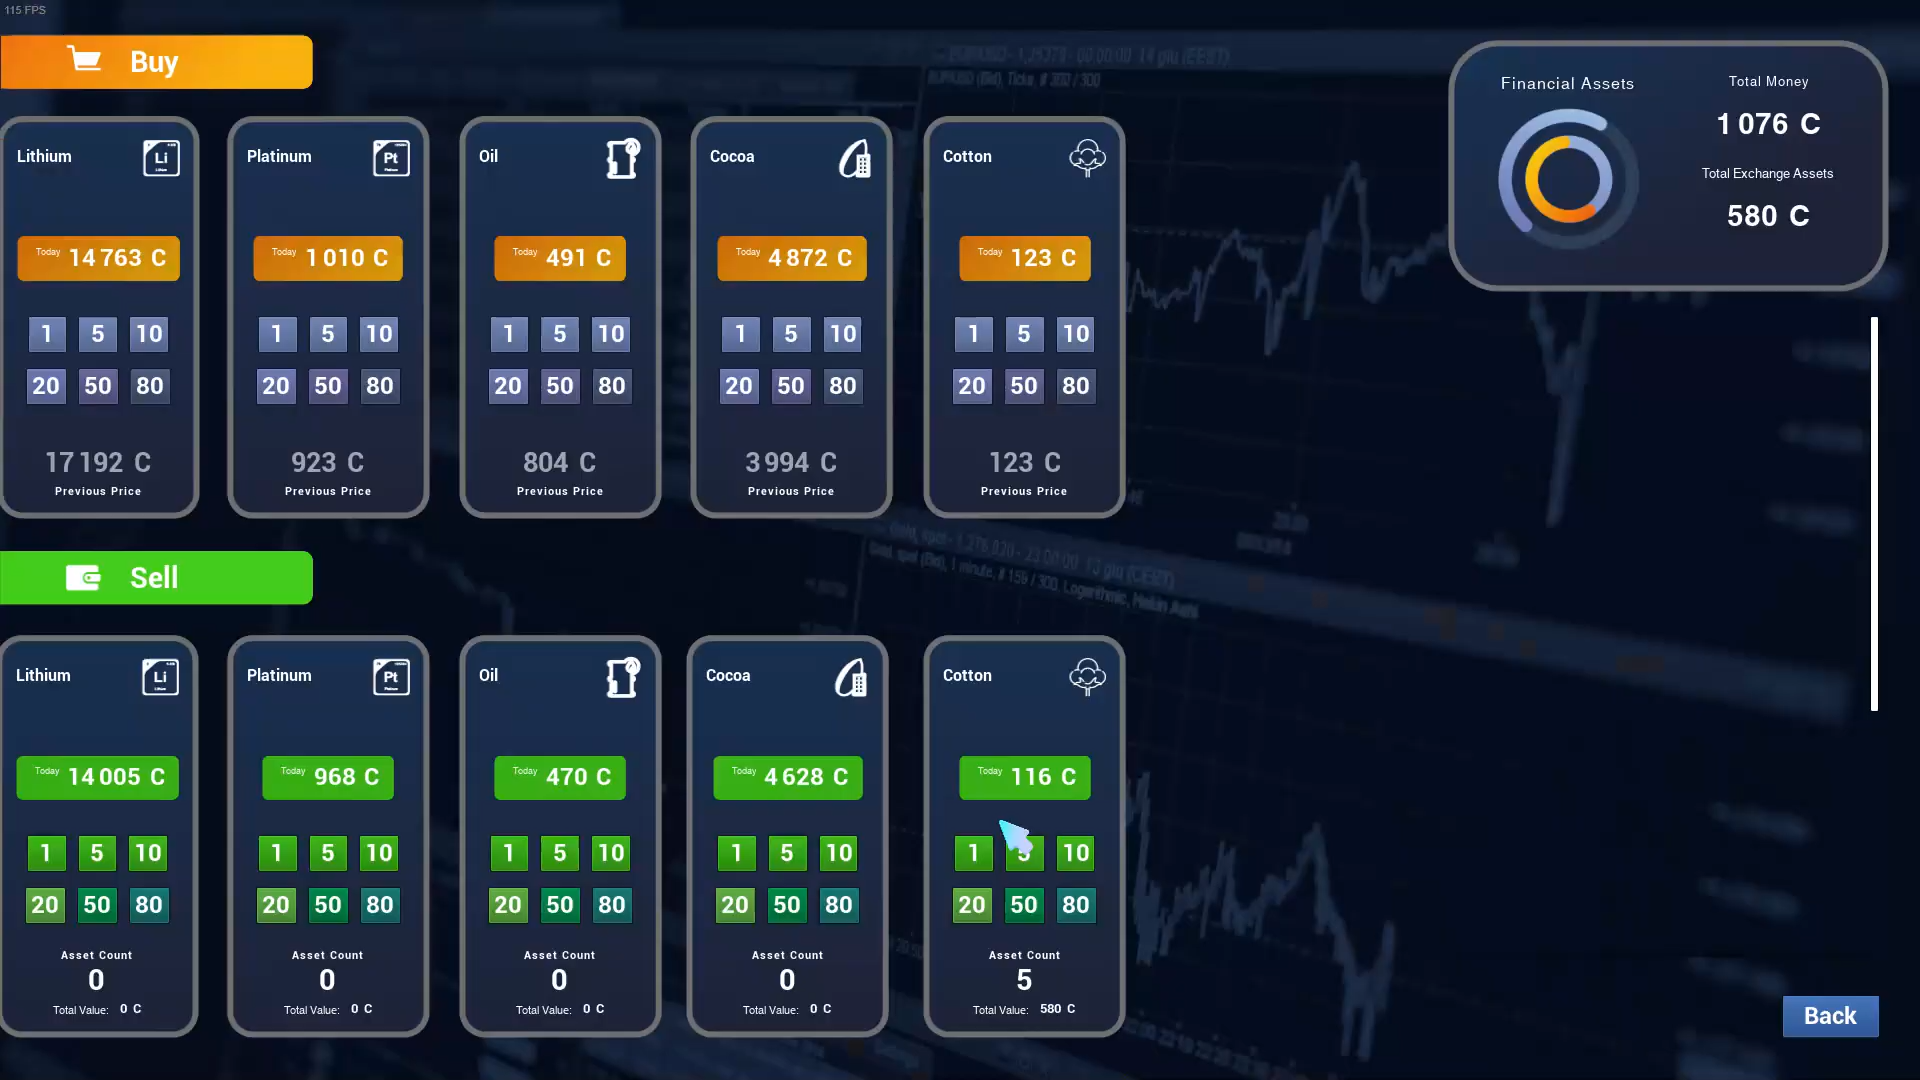 115 FPS
Buy
Financial Assets
Total Money
1 076 C
Total Exchange Assets
580 C
Lithium
Li
Today 14 763 C
1 5 10
20 50 80
17 192 C
Previous Price
Platinum
Pt
Today 1 010 C
1 5 10
20 50 80
923 C
Previous Price
Oil
Today 491 C
1 5 10
20 50 80
804 C
Previous Price
Cocoa
Today 4 872 C
1 5 10
20 50 80
3 994 C
Previous Price
Cotton
Today 123 C
1 5 10
20 50 80
123 C
Previous Price
Sell
Lithium
Li
Today 14 005 C
1 5 10
20 50 80
Asset Count
0
Total Value: 0 C
Platinum
Pt
Today 968 C
1 5 10
20 50 80
Asset Count
0
Total Value: 0 C
Oil
Today 470 C
1 5 10
20 50 80
Asset Count
0
Total Value: 0 C
Cocoa
Today 4 628 C
1 5 10
20 50 80
Asset Count
0
Total Value: 0 C
Cotton
Today 116 C
1 5 10
20 50 80
Asset Count
5
Total Value: 580 C
Back